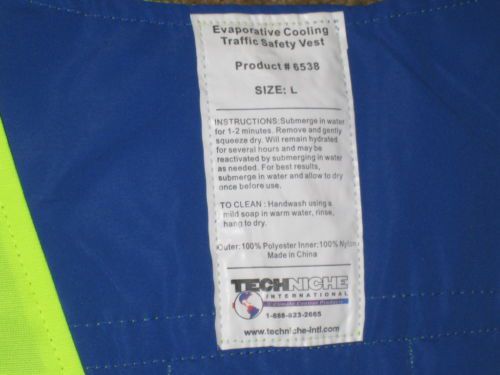 Evaporative Cooling
Traffic Safety Vest
Product # 6538
SIZE: L
INSTRUCTIONS: Submerge in water
for 1-2 minutes. Remove and gently
squeeze dry. Will remain hydrated
for several hours and may be
reactivated by submerging in water
as needed. For best results,
submerge in water and allow to dry
once before use.
TO CLEAN : Handwash using a
mild soap in warm water, rinse,
hang to dry.
Outer: 100% Polyester Inner: 100% Nylon
Made in China
TECHNICHE
INTERNATIONAL
1-888-833-2665
www.techniche-intl.com